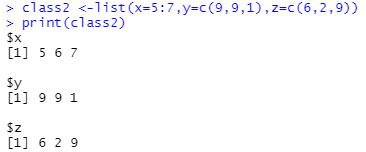 > class2 <-list(x=5:7,y=c(9,9,1),z=c(6,2,9))
> print(class2)
$x
[1] 5 6 7
$y
[1] 9 9 1
$z
[1] 6 2 9